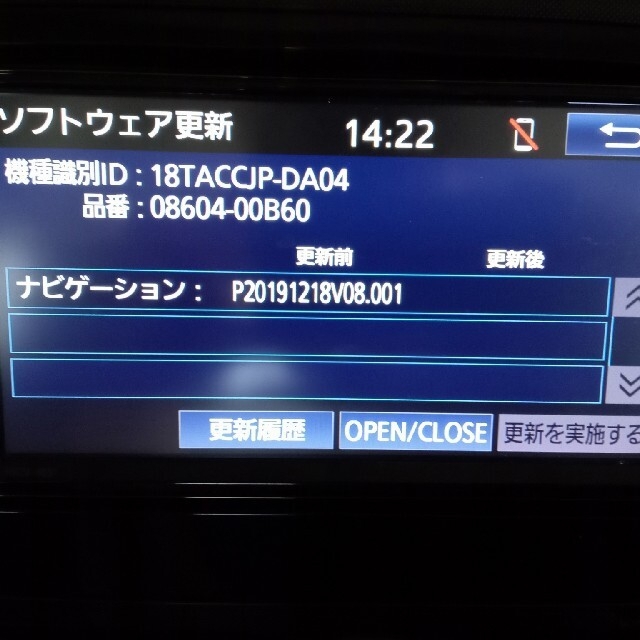 ソフトウェア更新 14:22
機種識別ID : 18TACCJP-DA04
品番 : 08604-00B60
更新前 更新後
ナビゲーション : P20191218V08.001
更新履歴 OPEN/CLOSE 更新を実施する